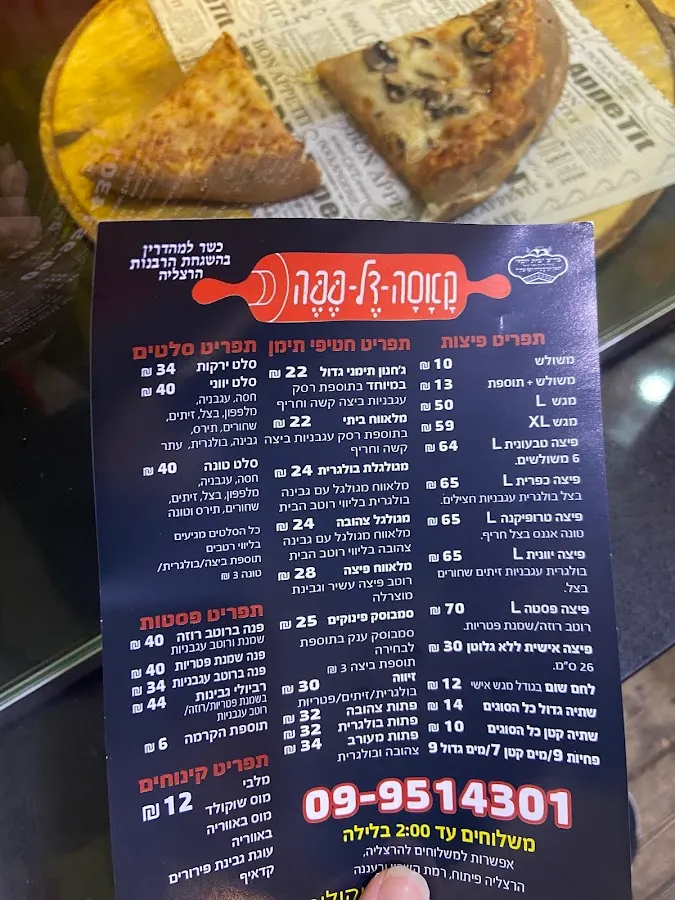 Appetit
BON APPETIT
כשר למהדרין
בהשגחת הרבנות
הרצליה
קָאָסָה-דֶל-פֶּפֶּה
תפריט פיצות
משולש 10 ₪
משולש + תוספת 13 ₪
מגש L 50 ₪
מגש XL 59 ₪
פיצה טבעונית L 64 ₪
6 משולשים.
פיצה כפרית L 65 ₪
בצל בולגרית עגבניות חצילים.
פיצה טרופיקנה L 65 ₪
טונה אננס בצל חריף.
פיצה יוונית L 65 ₪
בולגרית עגבניות זיתים שחורים
בצל.
פיצה פסטה L 70 ₪
רוטב רוזה/שמנת פטריות.
פיצה אישית ללא גלוטן 30 ₪
26 ס"מ.
לחם שום בגודל מגש אישי 12 ₪
שתיה גדול כל הסוגים 14 ₪
שתיה קטן כל הסוגים 10 ₪
פחיות 9/מים קטן 7/מים גדול 9
תפריט חטיפי תימן
ג'חנון תימני גדול 22 ₪
במיוחד בתוספת רסק
עגבניות ביצה קשה וחריף
מלאווח ביתי 22 ₪
בתוספת רסק עגבניות ביצה
קשה וחריף
מגולגלת בולגרית 24 ₪
מלאווח מגולגל עם גבינה
בולגרית בליווי רוטב הבית
מגולגל צהובה 24 ₪
מלאווח מגולגל עם גבינה
צהובה בליווי רוטב הבית
מלאווח פיצה 28 ₪
רוטב פיצה עשיר וגבינת
מוצרלה
סמבוסק פינוקים 25 ₪
סמבוסק ענק בתוספת
לבחירה
תוספת ביצה 3 ₪
זיווה 30 ₪
בולגרית/זיתים/פטריות
פתות צהובה 32 ₪
פתות בולגרית 32 ₪
פתות מעורב 34 ₪
צהובה ובולגרית
תפריט סלטים
סלט ירקות 34 ₪
סלט יווני 40 ₪
חסה, עגבניה,
מלפפון, בצל, זיתים,
שחורים, תירס,
גבינה, בולגרית, עתר
סלט טונה 40 ₪
חסה, עגבניה,
מלפפון, בצל, זיתים,
שחורים, תירס וטונה
כל הסלטים מגיעים
בליווי רטבים
תוספת ביצה/בולגרית/
טונה 3 ₪
תפריט פסטות
פנה ברוטב רוזה 40 ₪
שמנת ורוטב עגבניות
פנה שמנת פטריות 40 ₪
פנה ברוטב עגבניות 34 ₪
רביולי גבינות 44 ₪
בשמנת פטריות/רוזה/
רוטב עגבניות
תוספת הקרמה 6 ₪
תפריט קינוחים
מלבי
12 ₪
מוס שוקולד
מוס באווריה
באווריה
עוגת גבינת פירורים
קדאיף
09-9514301
משלוחים עד 2:00 בלילה
אפשרות למשלוחים להרצליה,
הרצליה פיתוח, רמת השרון ורעננה